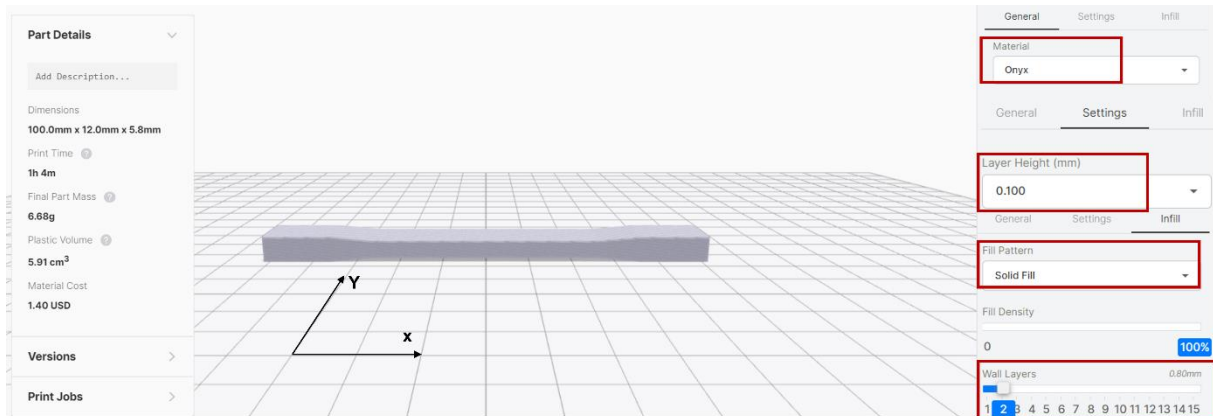 Part Details
Add Description...
Dimensions
100.0mm x 12.0mm x 5.8mm
Print Time ?
1h 4m
Final Part Mass ?
6.68g
Plastic Volume ?
5.91 cm³
Material Cost
1.40 USD
Versions
Print Jobs
Y
x
General Settings Infill
Material
Onyx
General Settings Infill
Layer Height (mm)
0.100
General Settings Infill
Fill Pattern
Solid Fill
Fill Density
0 100%
Wall Layers 0.80mm
1 2 3 4 5 6 7 8 9 10 11 12 13 14 15